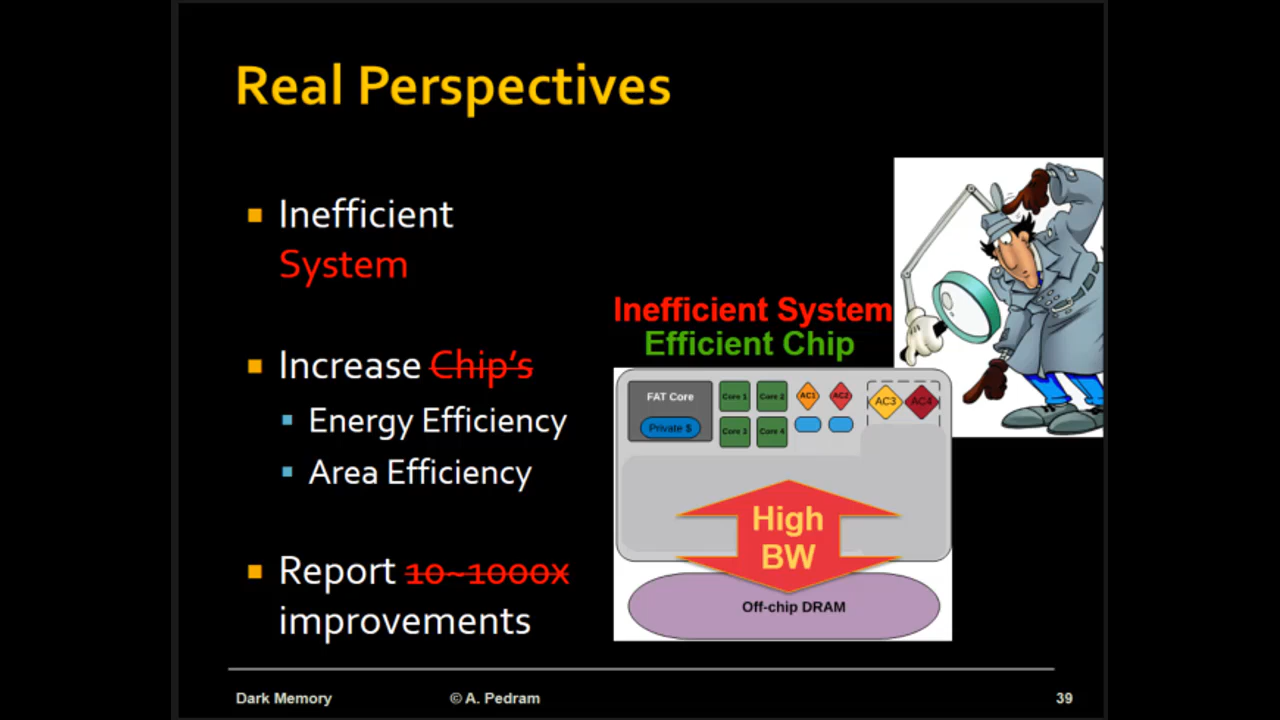 Real Perspectives
Inefficient
System
Increase Chip's
Energy Efficiency
Area Efficiency
Report 10~1000x
improvements
Inefficient System
Efficient Chip
FAT Core
Private $
Core 1
Core 2
Core 3
Core 4
AC1
AC2
AC3
AC4
High
BW
Off-chip DRAM
Dark Memory
© A. Pedram
39